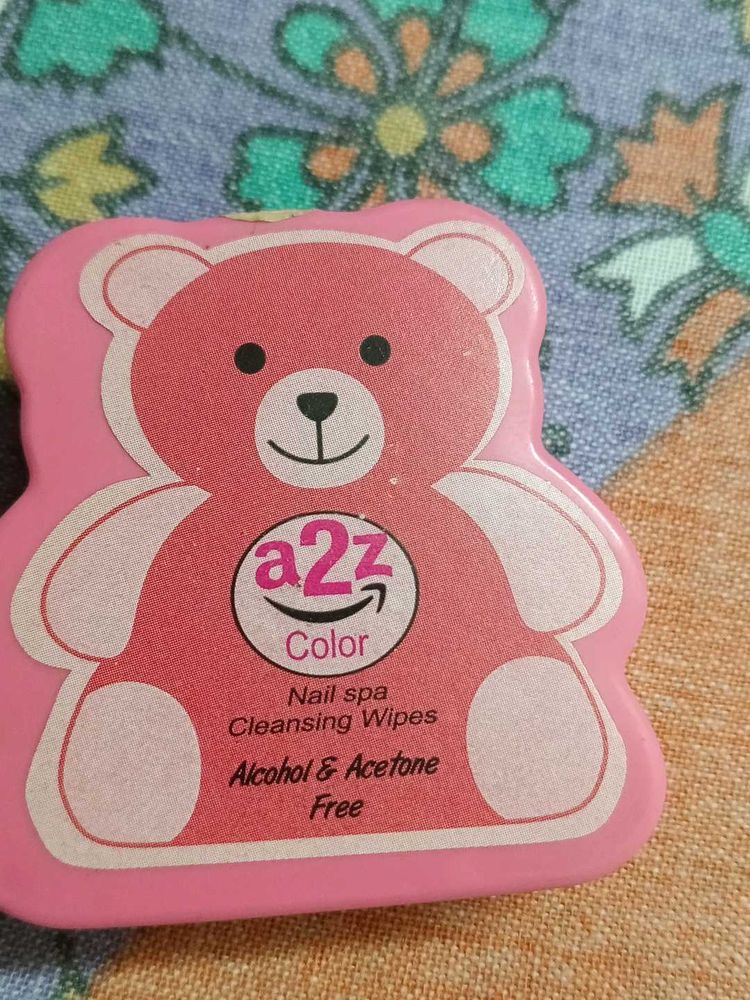 a2z
Color
Nail spa
Cleansing Wipes
Alcohol & Acetone
Free